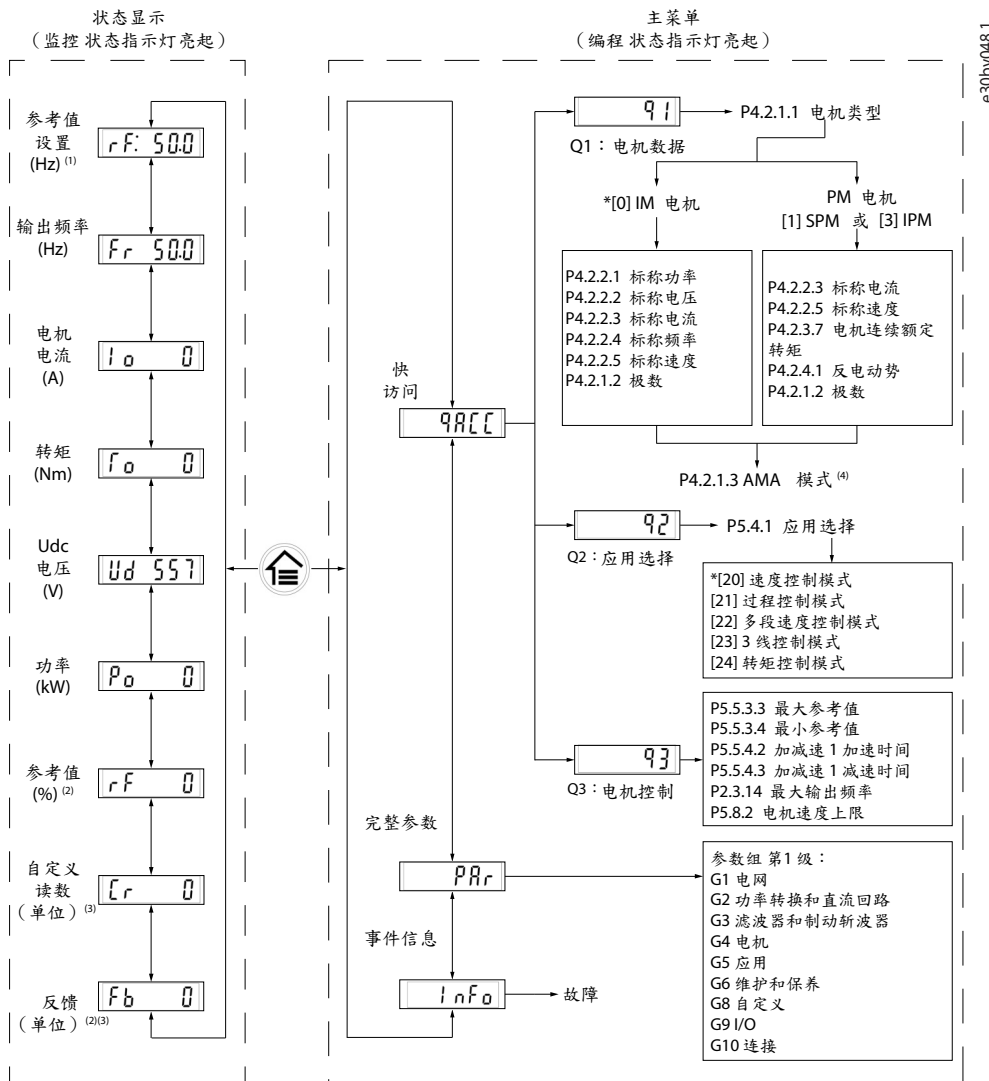 状态显示
（监控 状态指示灯亮起）
参考值
设置
(Hz) (1)
rF: 50.0
输出频率
(Hz)
Fr 50.0
电机
电流
(A)
Io 0
转矩
(Nm)
To 0
Udc
电压
(V)
Ud 557
功率
(kW)
Po 0
参考值
(%) (2)
rF 0
自定义
读数
（单位）(3)
Cr 0
反馈
（单位）(2)(3)
Fb 0
主菜单
（编程 状态指示灯亮起）
快
访问
qACC
q1
Q1：电机数据
P4.2.1.1 电机类型
*[0] IM 电机
PM 电机
[1] SPM 或 [3] IPM
P4.2.2.1 标称功率
P4.2.2.2 标称电压
P4.2.2.3 标称电流
P4.2.2.4 标称频率
P4.2.2.5 标称速度
P4.2.1.2 极数
P4.2.2.3 标称电流
P4.2.2.5 标称速度
P4.2.3.7 电机连续额定
转矩
P4.2.4.1 反电动势
P4.2.1.2 极数
P4.2.1.3 AMA 模式 (4)
q2
Q2：应用选择
P5.4.1 应用选择
*[20] 速度控制模式
[21] 过程控制模式
[22] 多段速度控制模式
[23] 3 线控制模式
[24] 转矩控制模式
q3
Q3：电机控制
P5.5.3.3 最大参考值
P5.5.3.4 最小参考值
P5.5.4.2 加减速 1 加速时间
P5.5.4.3 加减速 1 减速时间
P2.3.14 最大输出频率
P5.8.2 电机速度上限
完整参数
PAr
参数组 第1 级：
G1 电网
G2 功率转换和直流回路
G3 滤波器和制动斩波器
G4 电机
G5 应用
G6 维护和保养
G8 自定义
G9 I/O
G10 连接
事件信息
InFo
故障
e30bv048.1